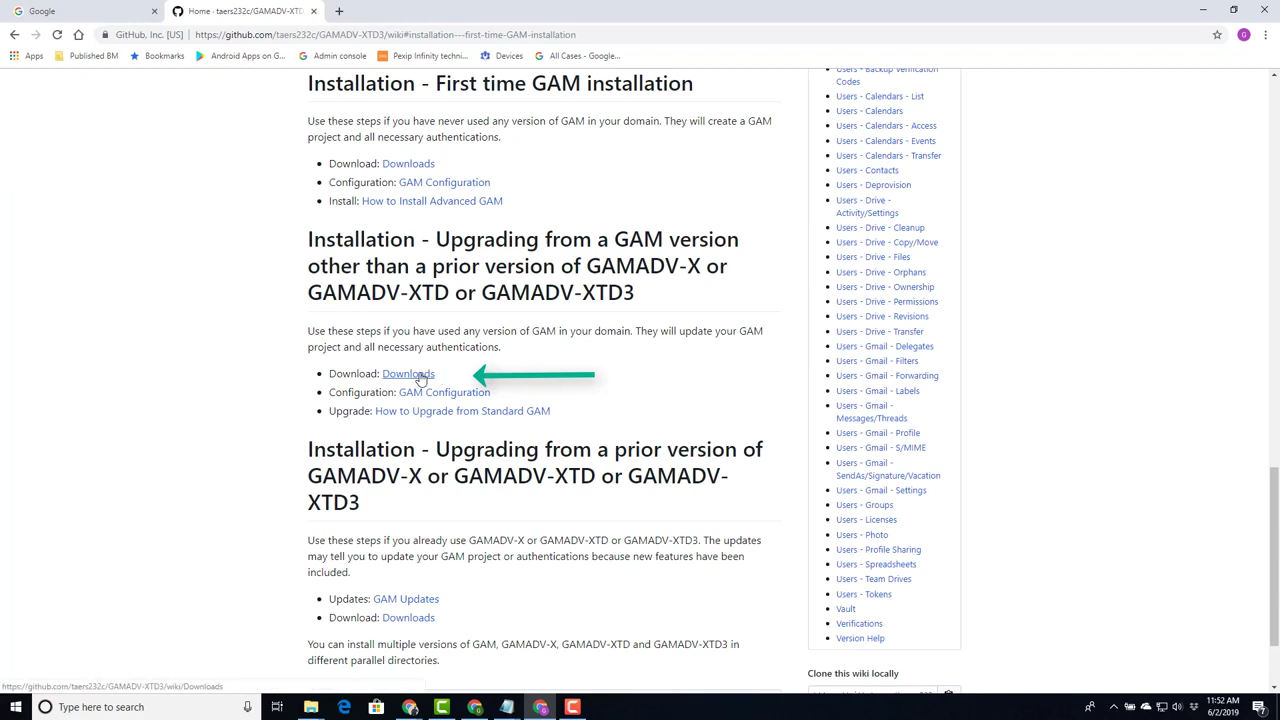 Google
Home · taers232c/GAMADV-XTD
GitHub, Inc. [US]
https://github.com/taers232c/GAMADV-XTD3/wiki#installation---first-time-GAM-installation
Apps
Published BM
Bookmarks
Android Apps on G...
Admin console
Pexip Infinity techni...
Devices
All Cases - Google...
Installation - First time GAM installation
Use these steps if you have never used any version of GAM in your domain. They will create a GAM
project and all necessary authentications.
Download: Downloads
Configuration: GAM Configuration
Install: How to Install Advanced GAM
Installation - Upgrading from a GAM version
other than a prior version of GAMADV-X or
GAMADV-XTD or GAMADV-XTD3
Use these steps if you have used any version of GAM in your domain. They will update your GAM
project and all necessary authentications.
Download: Downloads
Configuration: GAM Configuration
Upgrade: How to Upgrade from Standard GAM
Installation - Upgrading from a prior version of
GAMADV-X or GAMADV-XTD or GAMADV-
XTD3
Use these steps if you already use GAMADV-X or GAMADV-XTD or GAMADV-XTD3. The updates
may tell you to update your GAM project or authentications because new features have been
included.
Updates: GAM Updates
Download: Downloads
You can install multiple versions of GAM, GAMADV-X, GAMADV-XTD and GAMADV-XTD3 in
different parallel directories.
Users - Backup Verification
Codes
Users - Calendars - List
Users - Calendars
Users - Calendars - Access
Users - Calendars - Events
Users - Calendars - Transfer
Users - Contacts
Users - Deprovision
Users - Drive -
Activity/Settings
Users - Drive - Cleanup
Users - Drive - Copy/Move
Users - Drive - Files
Users - Drive - Orphans
Users - Drive - Ownership
Users - Drive - Permissions
Users - Drive - Revisions
Users - Drive - Transfer
Users - Gmail - Delegates
Users - Gmail - Filters
Users - Gmail - Forwarding
Users - Gmail - Labels
Users - Gmail -
Messages/Threads
Users - Gmail - Profile
Users - Gmail - S/MIME
Users - Gmail -
SendAs/Signature/Vacation
Users - Gmail - Settings
Users - Groups
Users - Licenses
Users - Photo
Users - Profile Sharing
Users - Spreadsheets
Users - Team Drives
Users - Tokens
Vault
Verifications
Version Help
Clone this wiki locally
https://github.com/taers232c/GAMADV-XTD3/wiki/Downloads
Type here to search
11:52 AM
6/2/2019